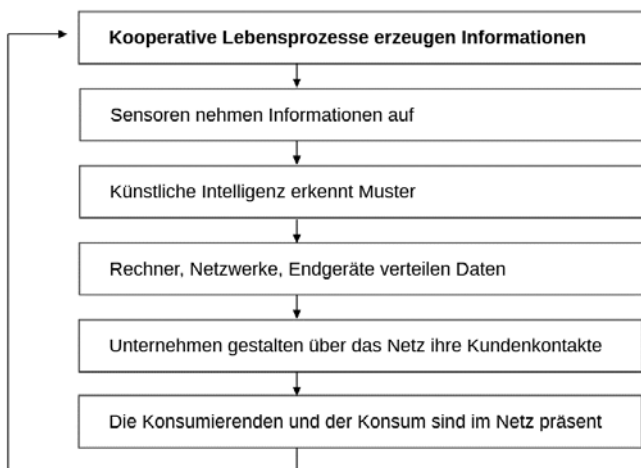 Kooperative Lebensprozesse erzeugen Informationen
Sensoren nehmen Informationen auf
Künstliche Intelligenz erkennt Muster
Rechner, Netzwerke, Endgeräte verteilen Daten
Unternehmen gestalten über das Netz ihre Kundenkontakte
Die Konsumierenden und der Konsum sind im Netz präsent